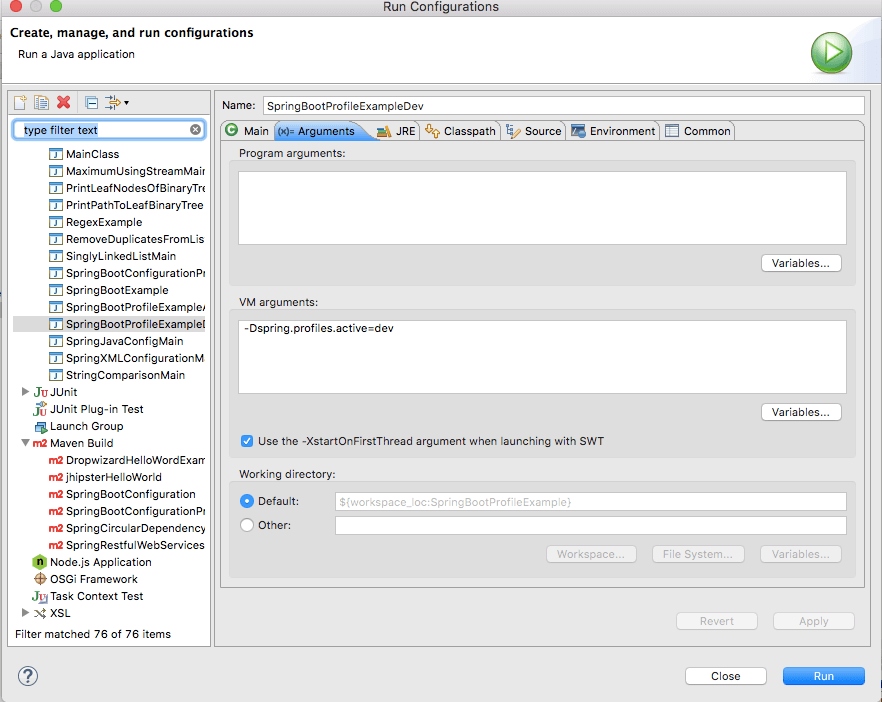 Run Configurations
Create, manage, and run configurations
Run a Java application
type filter text
MainClass
MaximumUsingStreamMair
PrintLeafNodesOfBinaryTre
PrintPathToLeafBinaryTree
RegexExample
RemoveDuplicatesFromLis
SinglyLinkedListMain
SpringBootConfigurationPr
SpringBootExample
SpringBootProfileExampleA
SpringBootProfileExampleD
SpringJavaConfigMain
SpringXMLConfigurationM
StringComparisonMain
JUnit
JUnit Plug-in Test
Launch Group
Maven Build
DropwizardHelloWordExam
jhipsterHelloWorld
SpringBootConfiguration
SpringBootConfigurationPr
SpringCircularDependency
SpringRestfulWebServices
Node.js Application
OSGi Framework
Task Context Test
XSL
Filter matched 76 of 76 items
Name: SpringBootProfileExampleDev
Main (x)= Arguments JRE Classpath Source Environment Common
Program arguments:
Variables...
VM arguments:
-Dspring.profiles.active=dev
Variables...
Use the -XstartOnFirstThread argument when launching with SWT
Working directory:
Default: ${workspace_loc:SpringBootProfileExample}
Other:
Workspace... File System... Variables...
Revert Apply
? Close Run